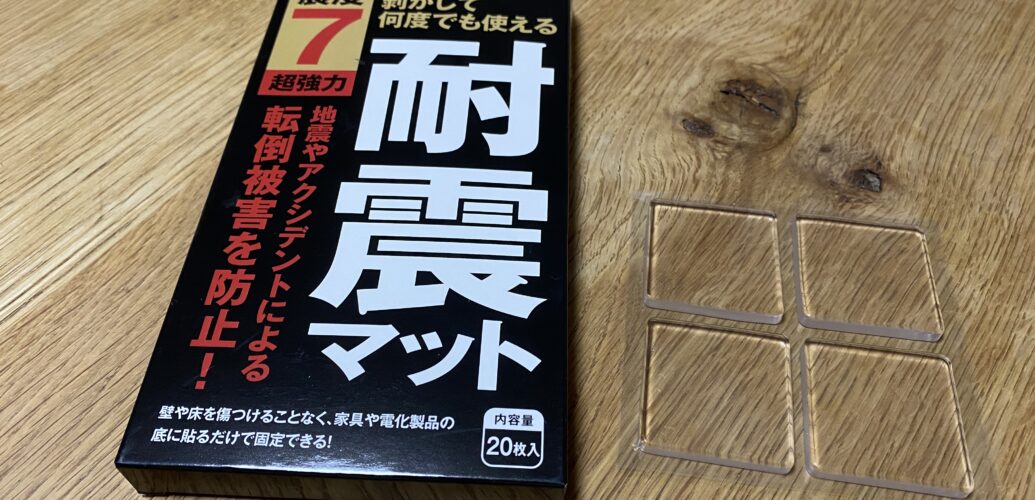 震度
7
超強力
剥がして
何度でも使える
耐震
マット
地震やアクシデントによる
転倒被害を防止!
壁や床を傷つけることなく、家具や電化製品の
底に貼るだけで固定できる!
内容量
20枚入